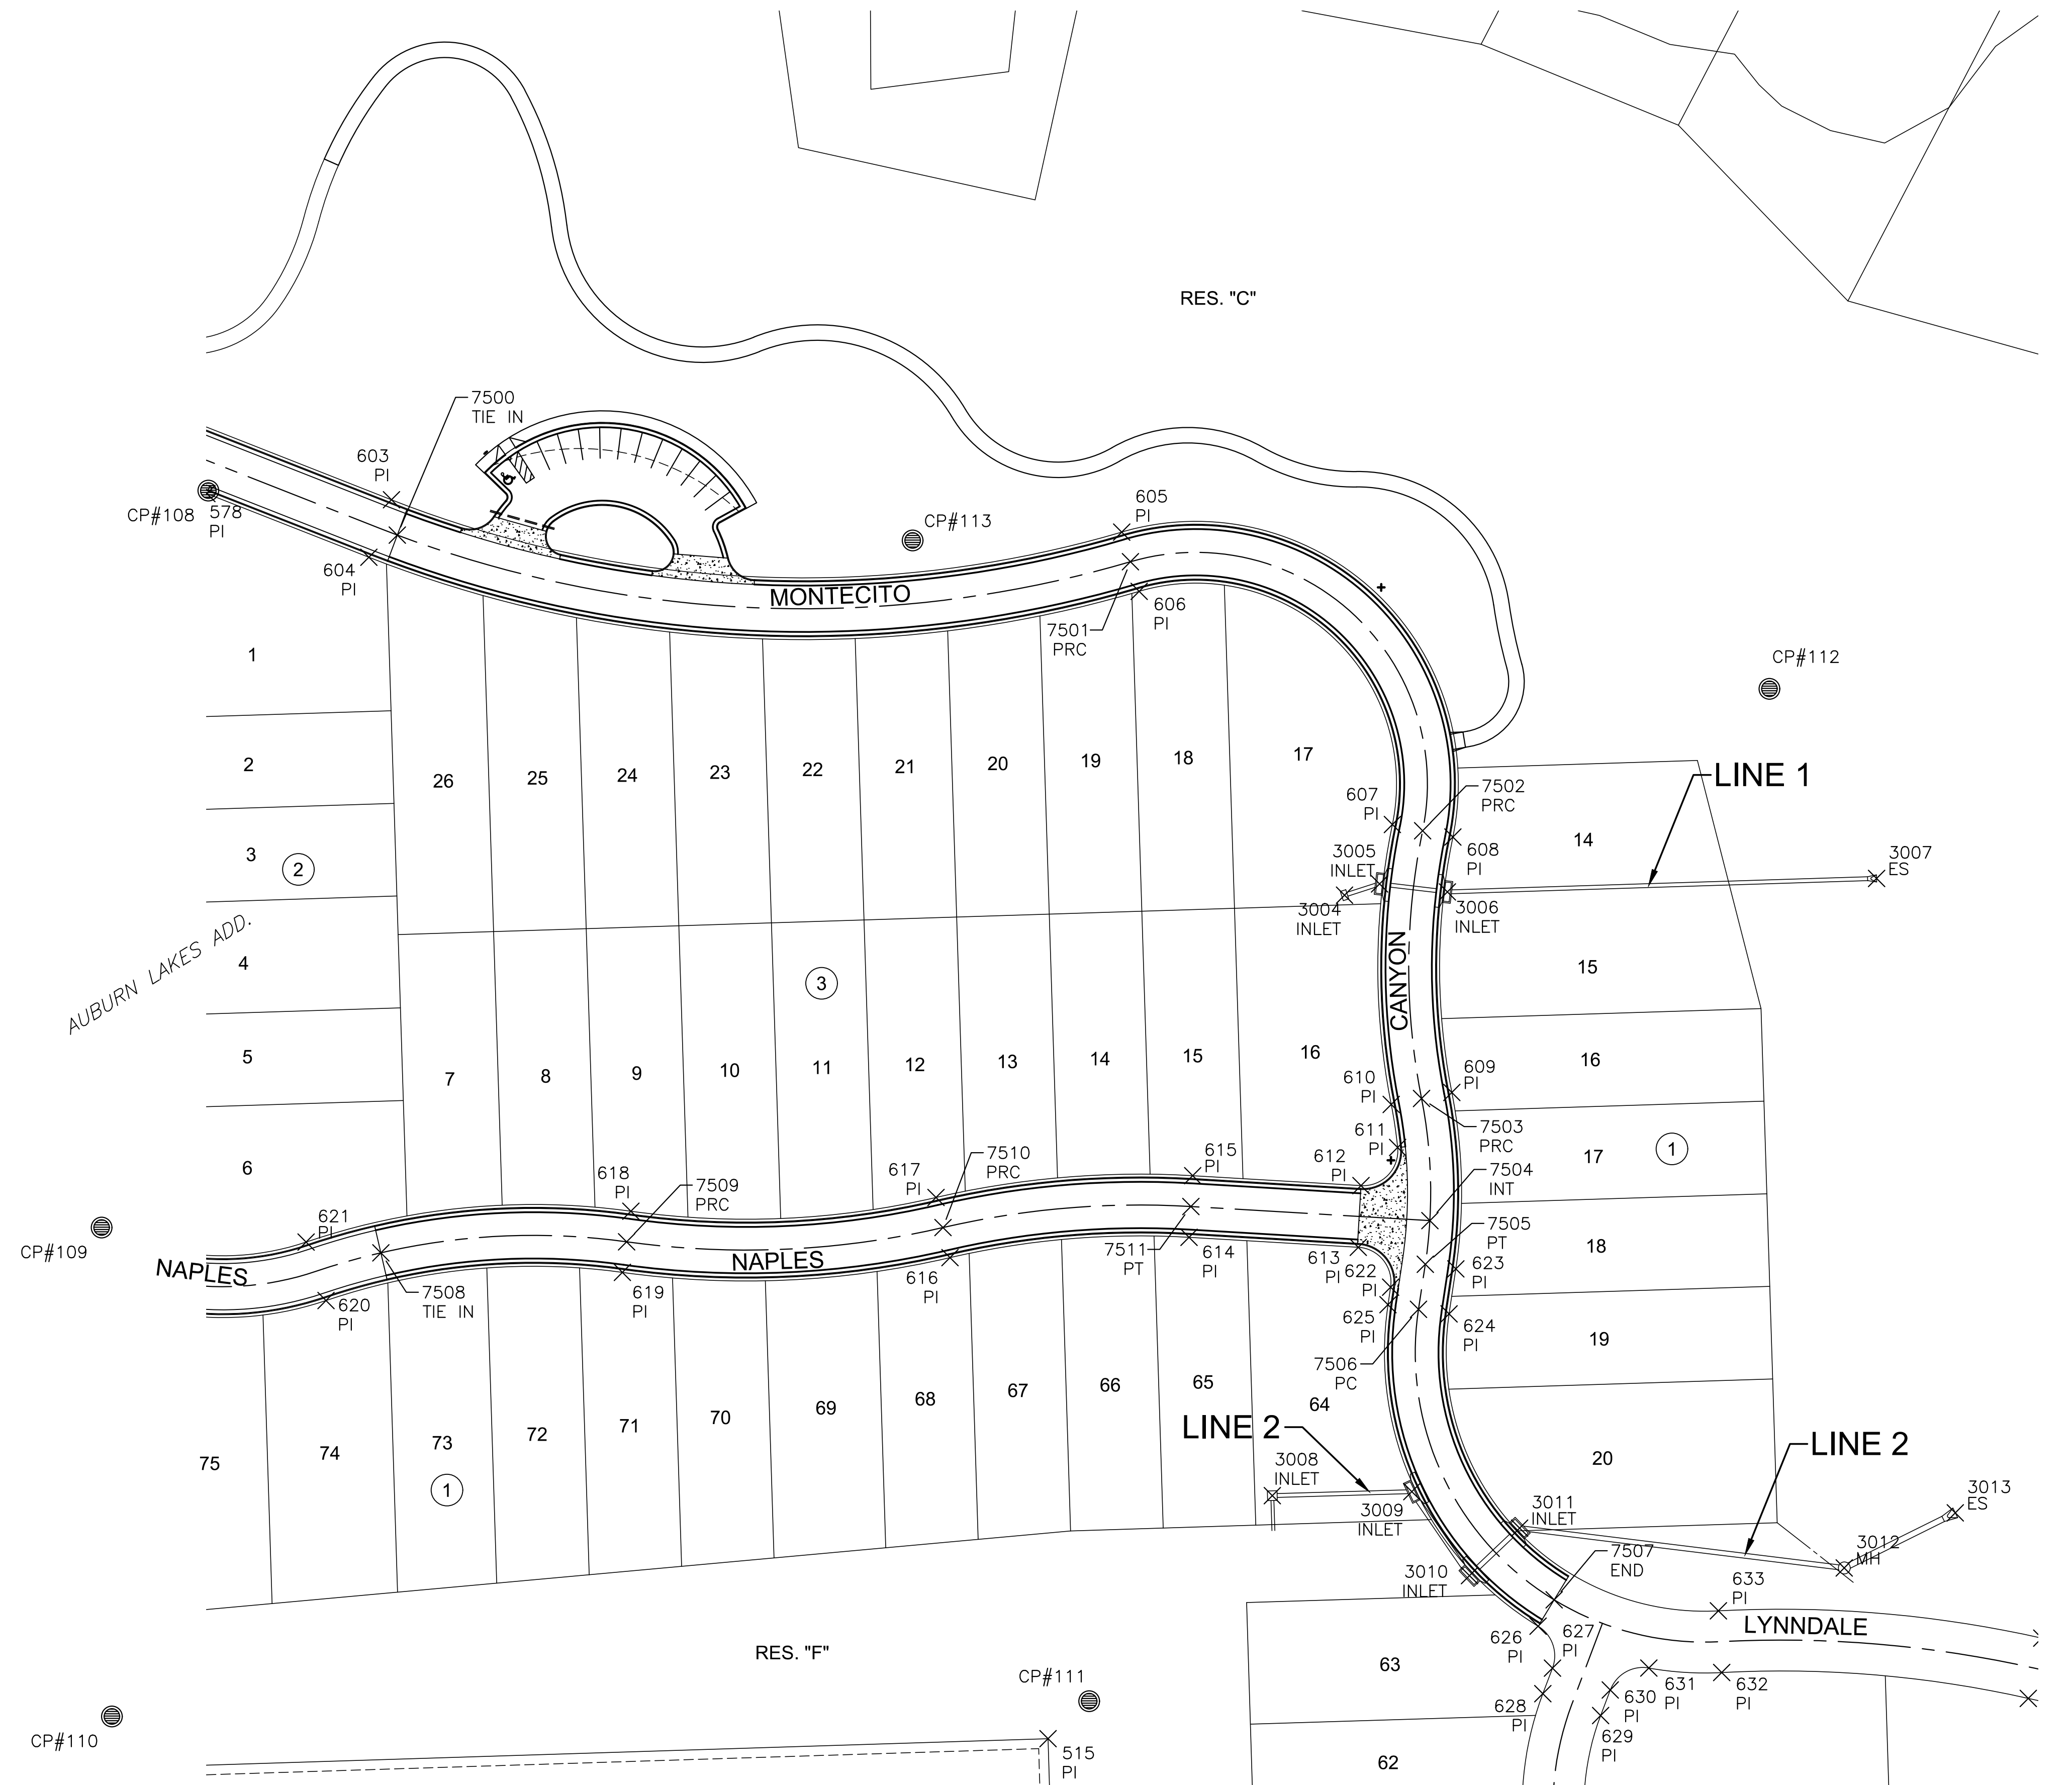 RES. "C"
7500
TIE IN
603
PI
CP#108
578
PI
604
PI
CP#113
605
PI
MONTECITO
606
PI
7501
PRC
CP#112
1
2
3
2
4
5
6
AUBURN LAKES ADD.
26
25
24
23
22
21
20
19
18
17
607
PI
7502
PRC
LINE 1
14
608
PI
3005
INLET
3004
INLET
3006
INLET
3007
ES
CANYON
3
15
16
7
8
9
10
11
12
13
14
15
16
610
PI
609
PI
7503
PRC
611
PI
17
1
7504
INT
612
PI
615
PI
7510
PRC
617
PI
618
PI
7509
PRC
621
PI
CP#109
NAPLES
NAPLES
7505
PT
18
7511
PT
614
PI
613
PI
622
PI
623
PI
616
PI
619
PI
7508
TIE IN
620
PI
625
PI
624
PI
19
7506
PC
75
74
73
1
72
71
70
69
68
67
66
65
64
LINE 2
LINE 2
20
3008
INLET
3009
INLET
3011
INLET
3013
ES
3012
MH
7507
END
3010
INLET
633
PI
LYNNDALE
626
PI
627
PI
RES. "F"
63
CP#111
628
PI
630
PI
631
PI
632
PI
629
PI
CP#110
515
PI
62